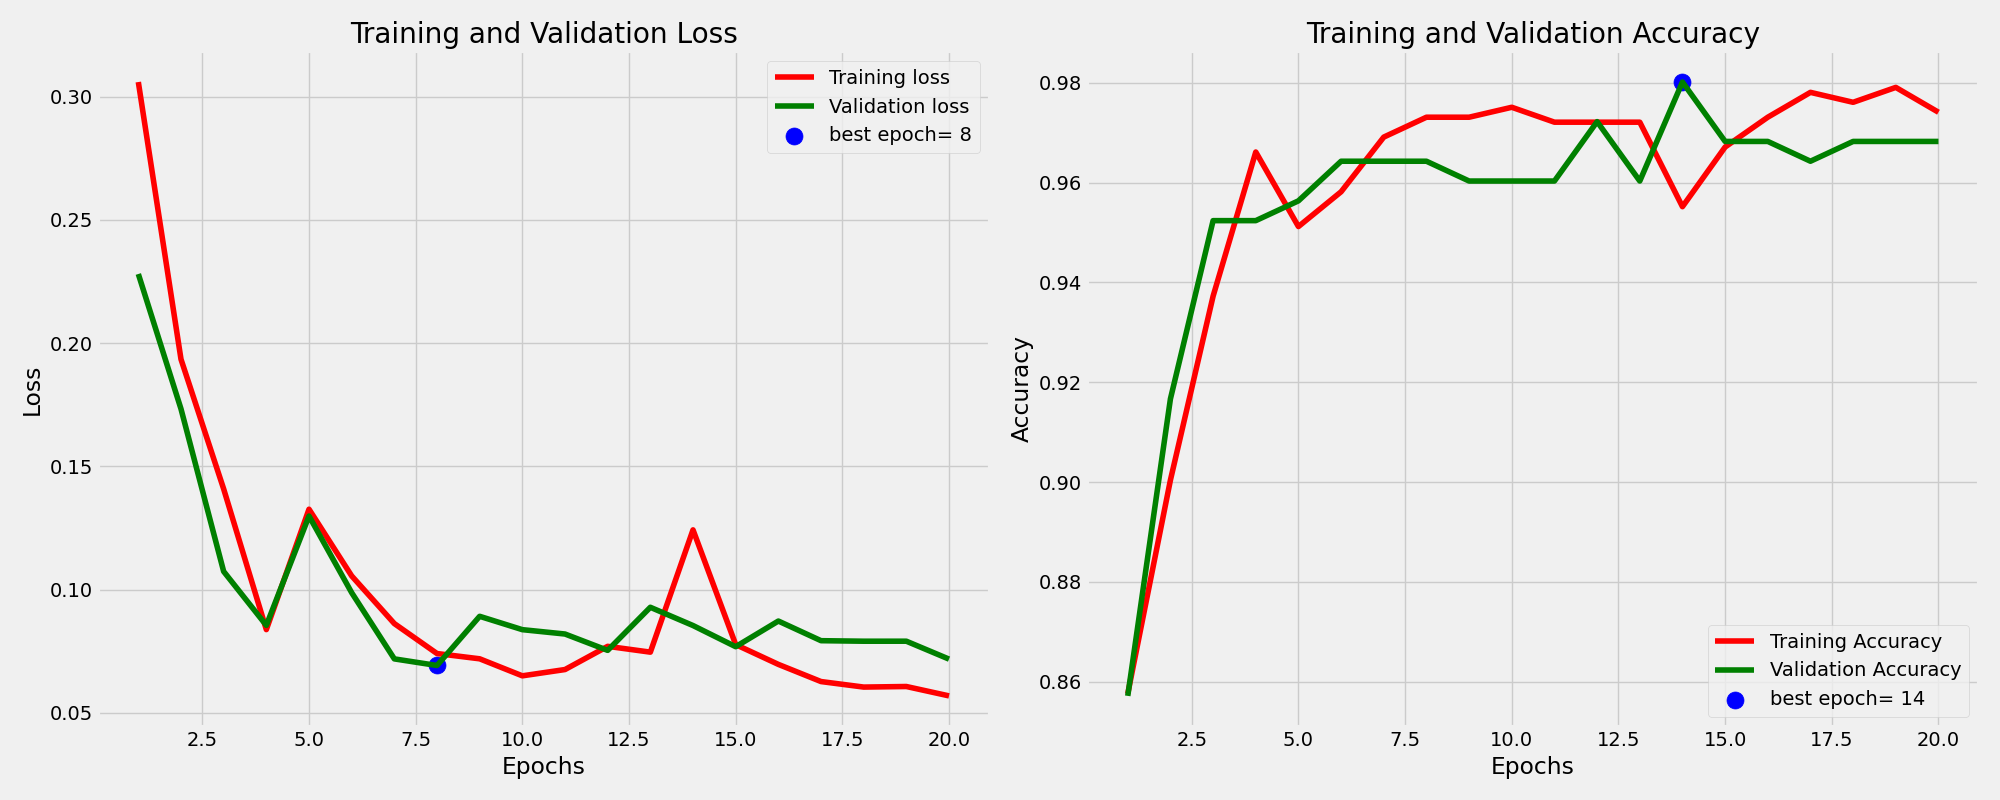 Training and Validation Loss
Training loss
Validation loss
best epoch= 8
Loss
0.30
0.25
0.20
0.15
0.10
0.05
2.5 5.0 7.5 10.0 12.5 15.0 17.5 20.0
Epochs
Training and Validation Accuracy
Accuracy
0.98
0.96
0.94
0.92
0.90
0.88
0.86
Training Accuracy
Validation Accuracy
best epoch= 14
2.5 5.0 7.5 10.0 12.5 15.0 17.5 20.0
Epochs